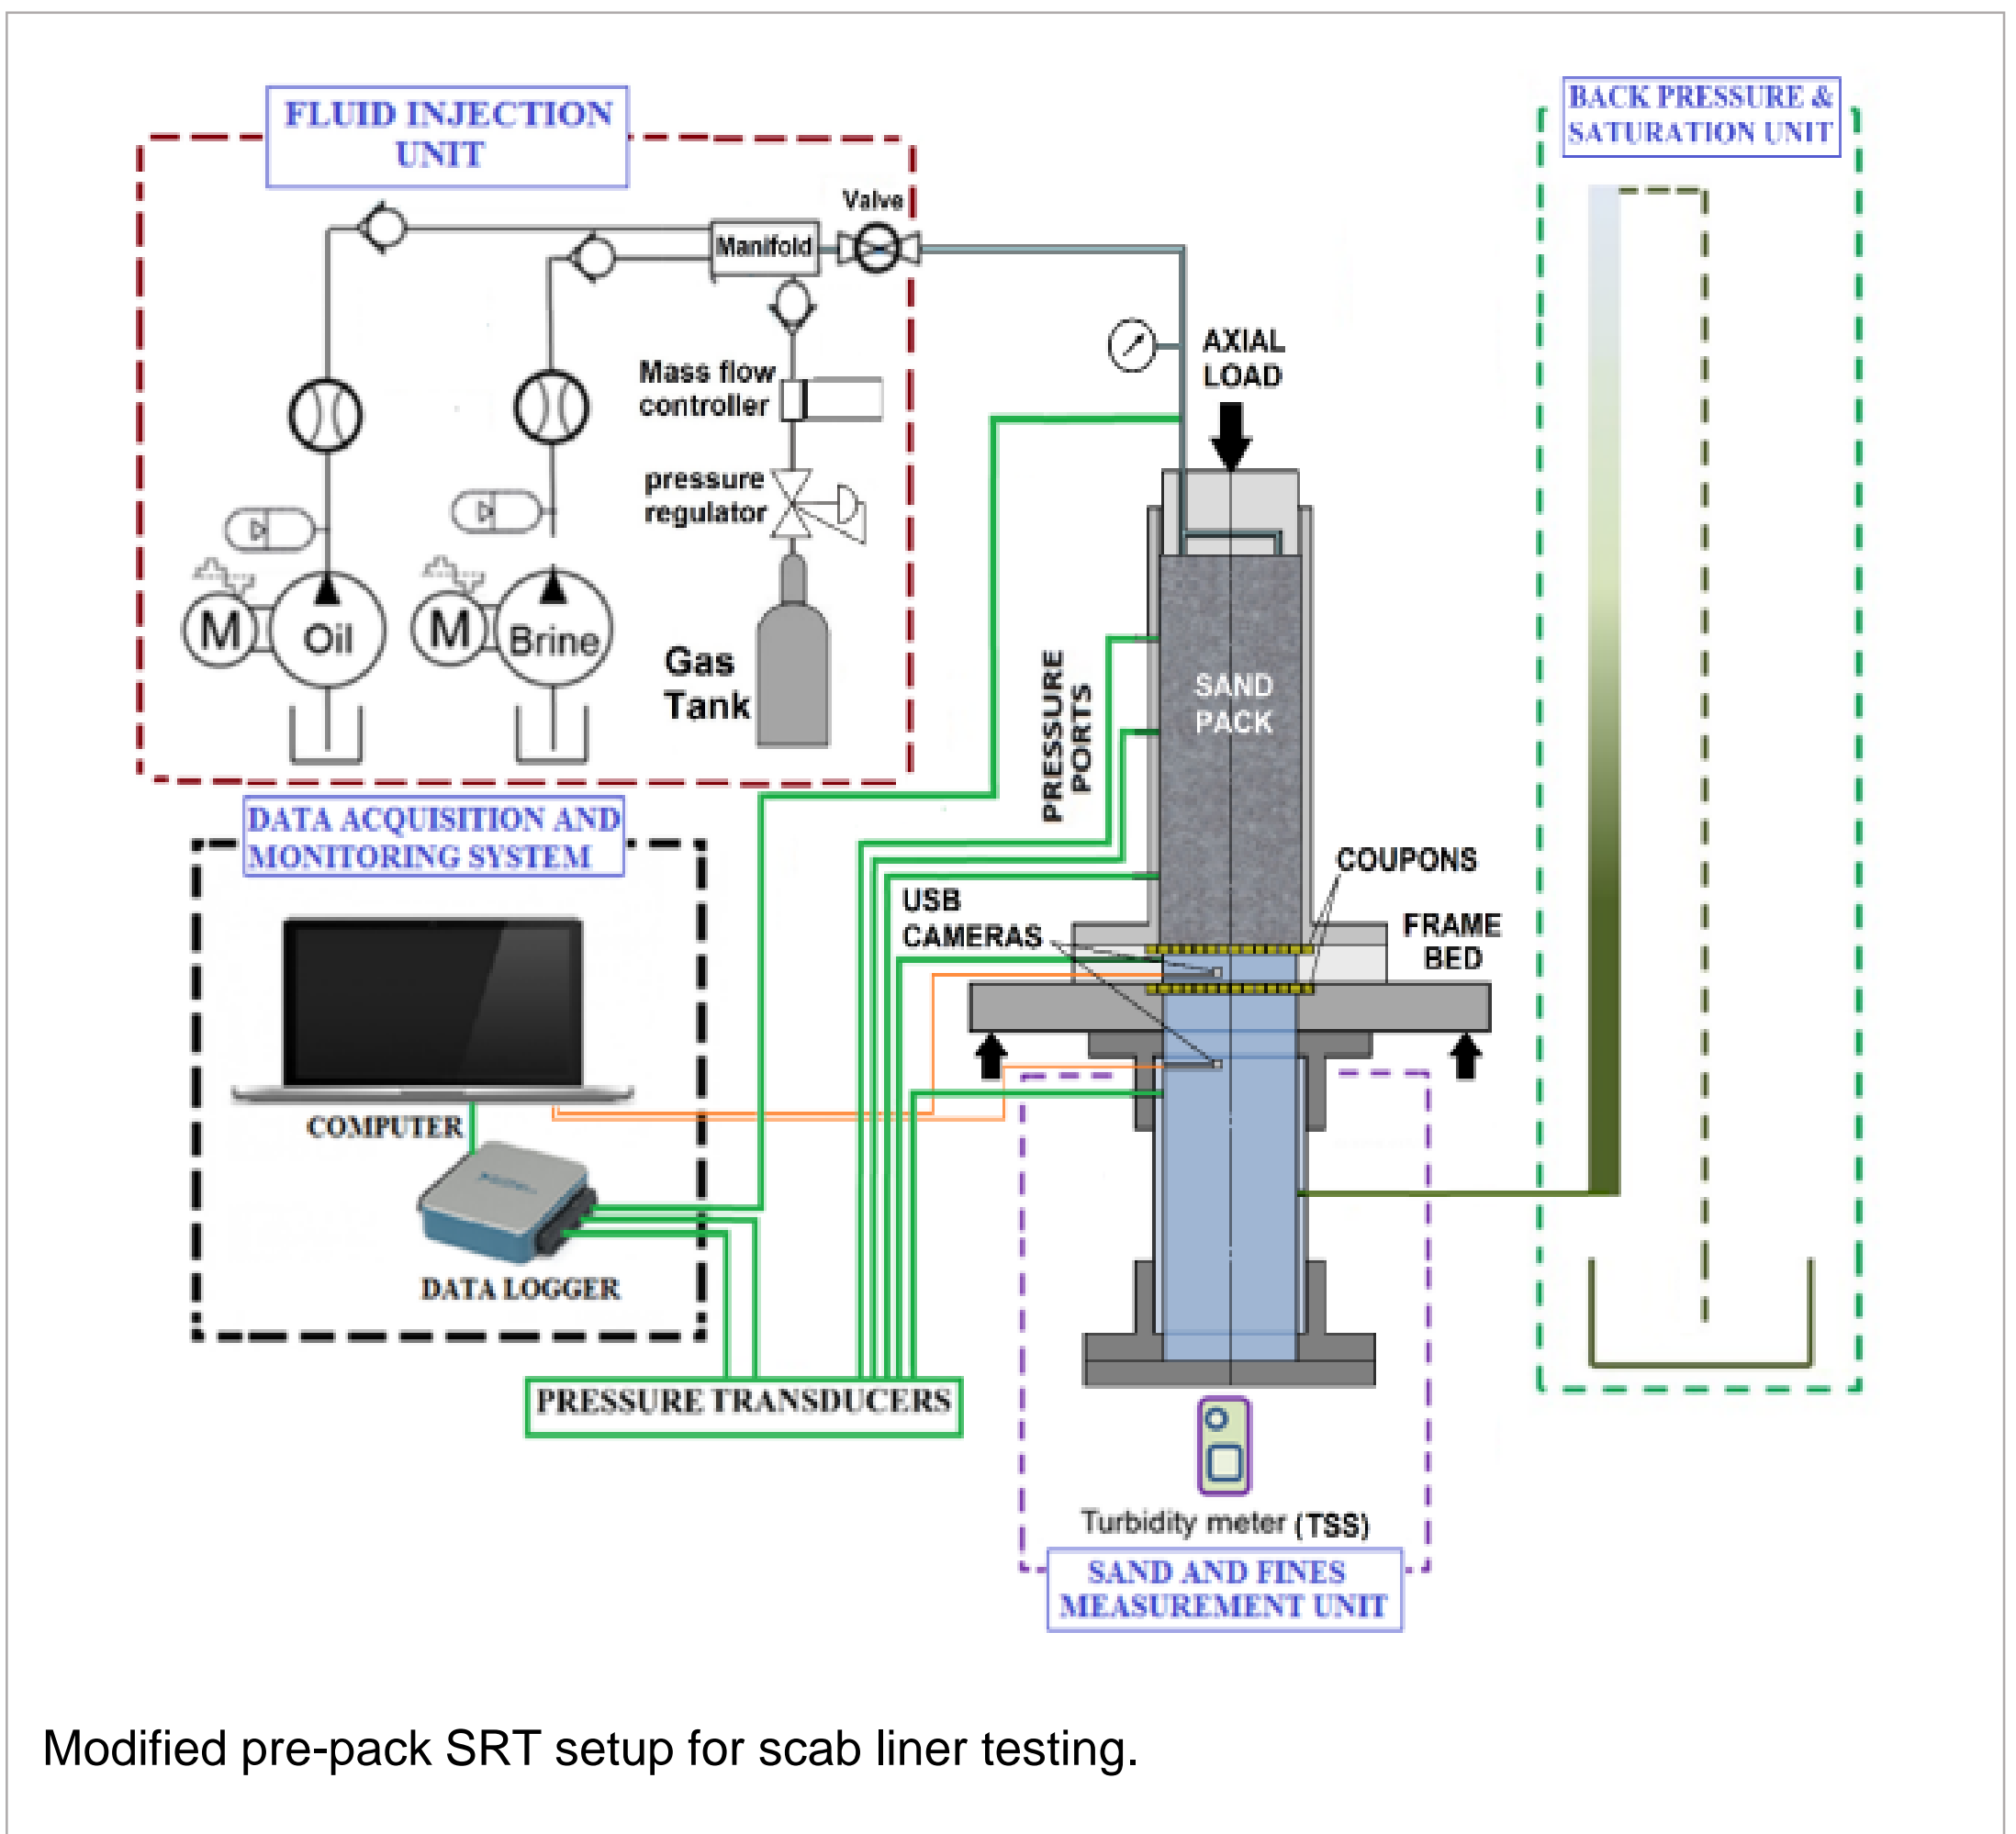 FLUID INJECTION
UNIT
BACK PRESSURE &
SATURATION UNIT
Valve
Manifold
Mass flow
controller
pressure
regulator
M
Oil
M
Brine
Gas
Tank
AXIAL
LOAD
PRESSURE
PORTS
SAND
PACK
DATA ACQUISITION AND
MONITORING SYSTEM
COUPONS
USB
CAMERAS
FRAME
BED
COMPUTER
DATA LOGGER
PRESSURE TRANSDUCERS
Turbidity meter (TSS)
SAND AND FINES
MEASUREMENT UNIT
Modified pre-pack SRT setup for scab liner testing.